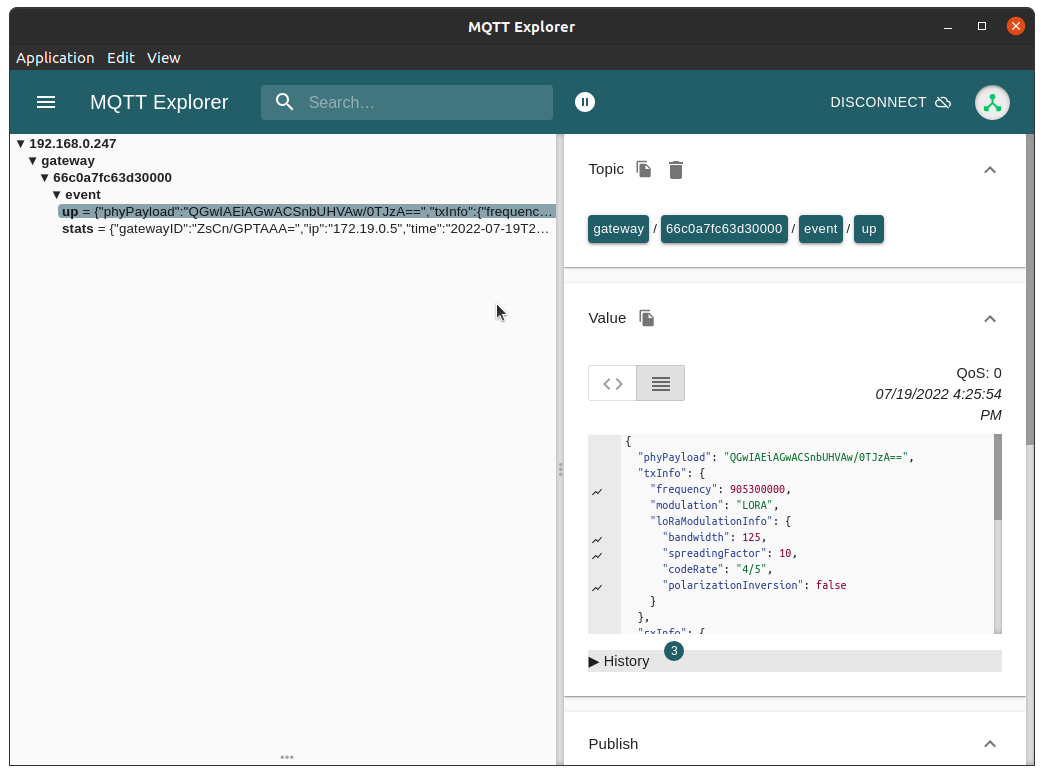 MQTT Explorer
Application Edit View
MQTT Explorer Search… DISCONNECT
▼ 192.168.0.247
▼ gateway
▼ 66c0a7fc63d30000
▼ event
up = {"phyPayload":"QGwIAEiAGwACSnbUHVAw/0TJzA==","txInfo":{"frequenc…
stats = {"gatewayID":"ZsCn/GPTAAA=","ip":"172.19.0.5","time":"2022-07-19T2…
Topic
gateway / 66c0a7fc63d30000 / event / up
Value
QoS: 0
07/19/2022 4:25:54
PM
{
"phyPayload": "QGwIAEiAGwACSnbUHVAw/0TJzA==",
"txInfo": {
"frequency": 905300000,
"modulation": "LORA",
"loRaModulationInfo": {
"bandwidth": 125,
"spreadingFactor": 10,
"codeRate": "4/5",
"polarizationInversion": false
}
},
"rxInfo": {
▶ History 3
Publish